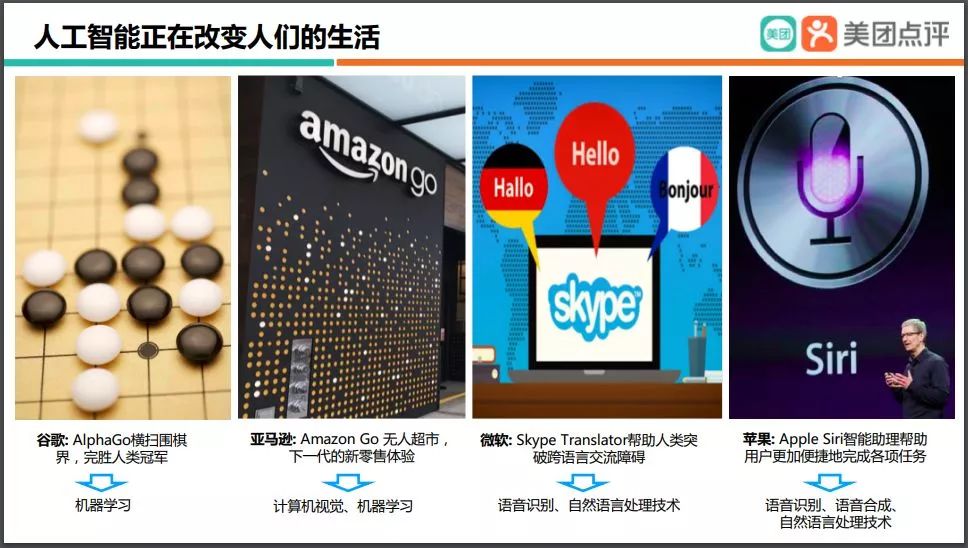 人工智能正在改变人们的生活
美团
美团点评
amazon go
Hallo
Hello
Bonjour
skype™
Siri
谷歌: AlphaGo横扫围棋
界，完胜人类冠军
机器学习
亚马逊: Amazon Go 无人超市，
下一代的新零售体验
计算机视觉、机器学习
微软: Skype Translator帮助人类突
破跨语言交流障碍
语音识别、自然语言处理技术
苹果: Apple Siri智能助理帮助
用户更加便捷地完成各项任务
语音识别、语音合成、
自然语言处理技术